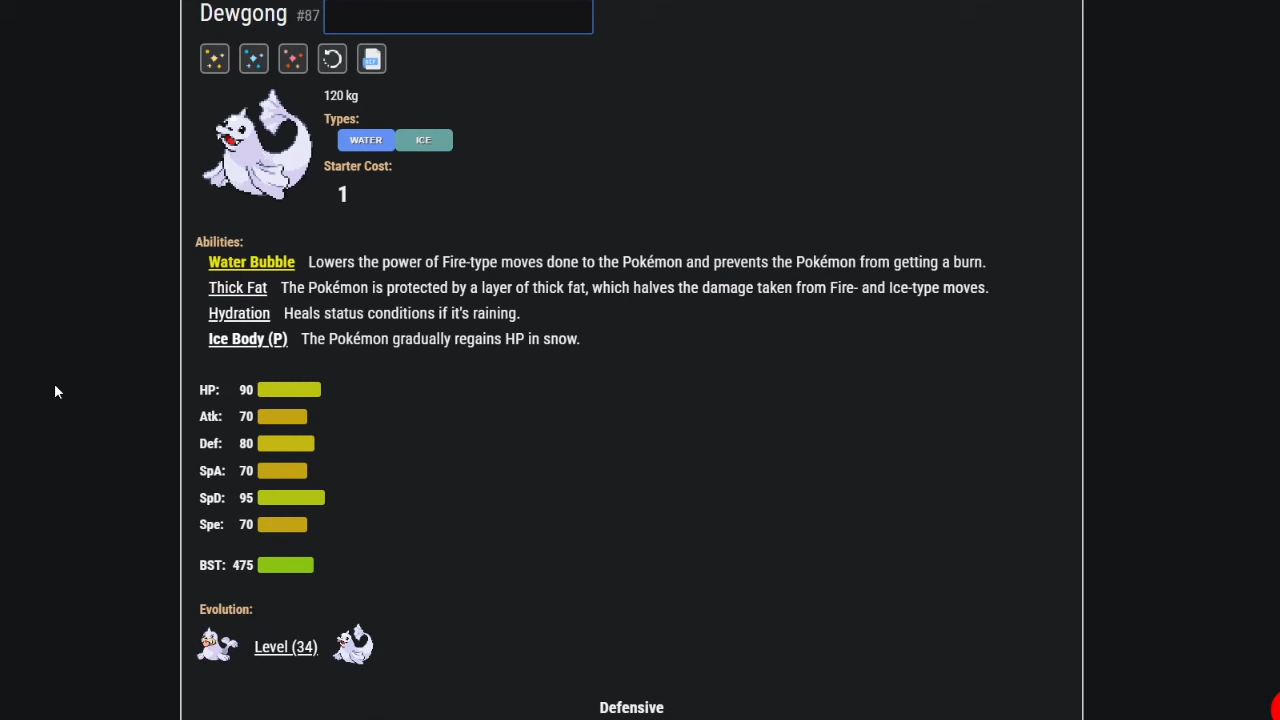 Dewgong #87
120 kg
Types:
WATER ICE
Starter Cost:
1
Abilities:
Water Bubble Lowers the power of Fire-type moves done to the Pokémon and prevents the Pokémon from getting a burn.
Thick Fat The Pokémon is protected by a layer of thick fat, which halves the damage taken from Fire- and Ice-type moves.
Hydration Heals status conditions if it's raining.
Ice Body (P) The Pokémon gradually regains HP in snow.
HP: 90
Atk: 70
Def: 80
SpA: 70
SpD: 95
Spe: 70
BST: 475
Evolution:
Level (34)
Defensive